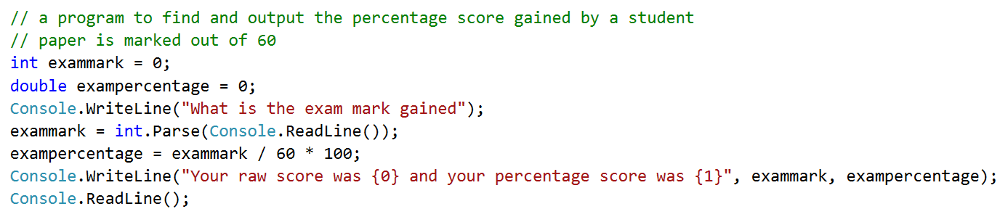 // a program to find and output the percentage score gained by a student
// paper is marked out of 60
int exammark = 0;
double exampercentage = 0;
Console.WriteLine("What is the exam mark gained");
exammark = int.Parse(Console.ReadLine());
exampercentage = exammark / 60 * 100;
Console.WriteLine("Your raw score was {0} and your percentage score was {1}", exammark, exampercentage);
Console.ReadLine();